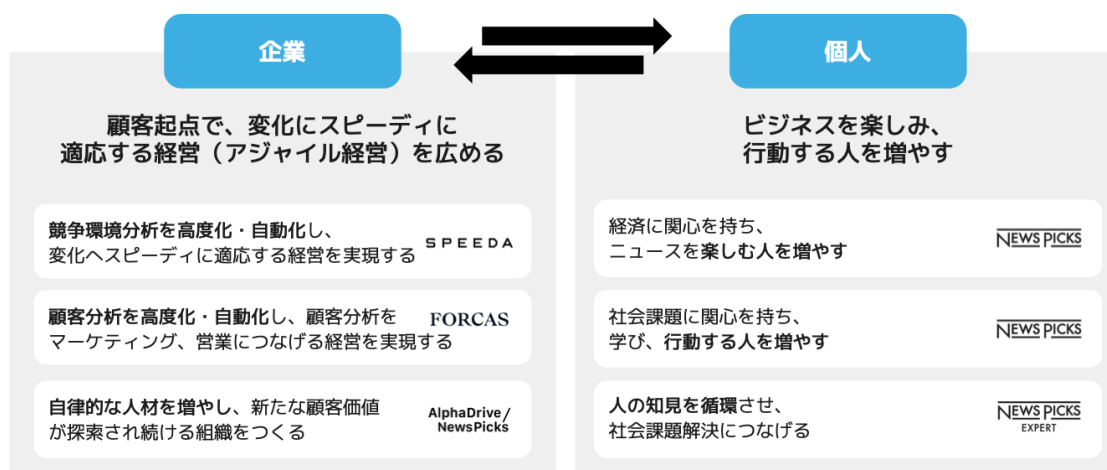 企業
顧客起点で、変化にスピーディに
適応する経営（アジャイル経営）を広める
競争環境分析を高度化・自動化し、
変化へスピーディに適応する経営を実現する
SPEEDA
顧客分析を高度化・自動化し、顧客分析を
マーケティング、営業につなげる経営を実現する
FORCAS
自律的な人材を増やし、新たな顧客価値
が探索され続ける組織をつくる
AlphaDrive/
NewsPicks
個人
ビジネスを楽しみ、
行動する人を増やす
経済に関心を持ち、
ニュースを楽しむ人を増やす
NEWSPICKS
社会課題に関心を持ち、
学び、行動する人を増やす
NEWSPICKS
人の知見を循環させ、
社会課題解決につなげる
NEWSPICKS
EXPERT